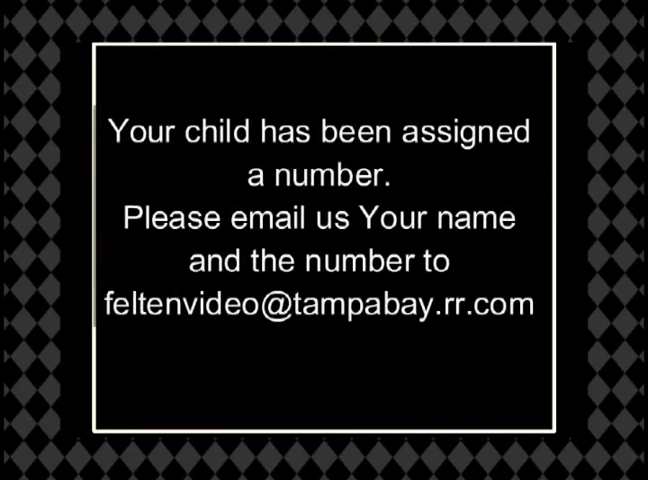 Your child has been assigned
a number.
Please email us Your name
and the number to
feltenvideo@tampabay.rr.com